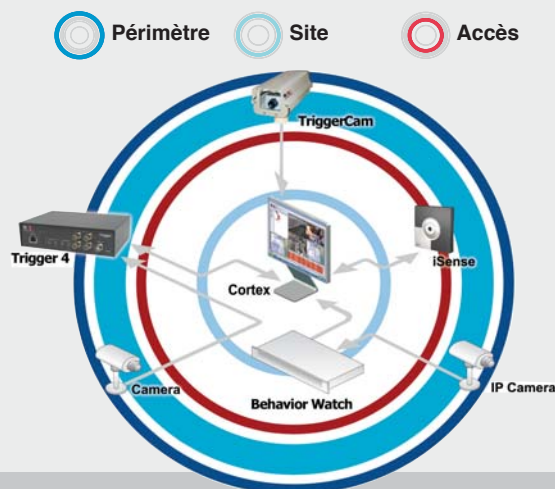 Périmètre Site Accès
TriggerCam
Trigger 4
iSense
Cortex
Camera
IP Camera
Behavior Watch